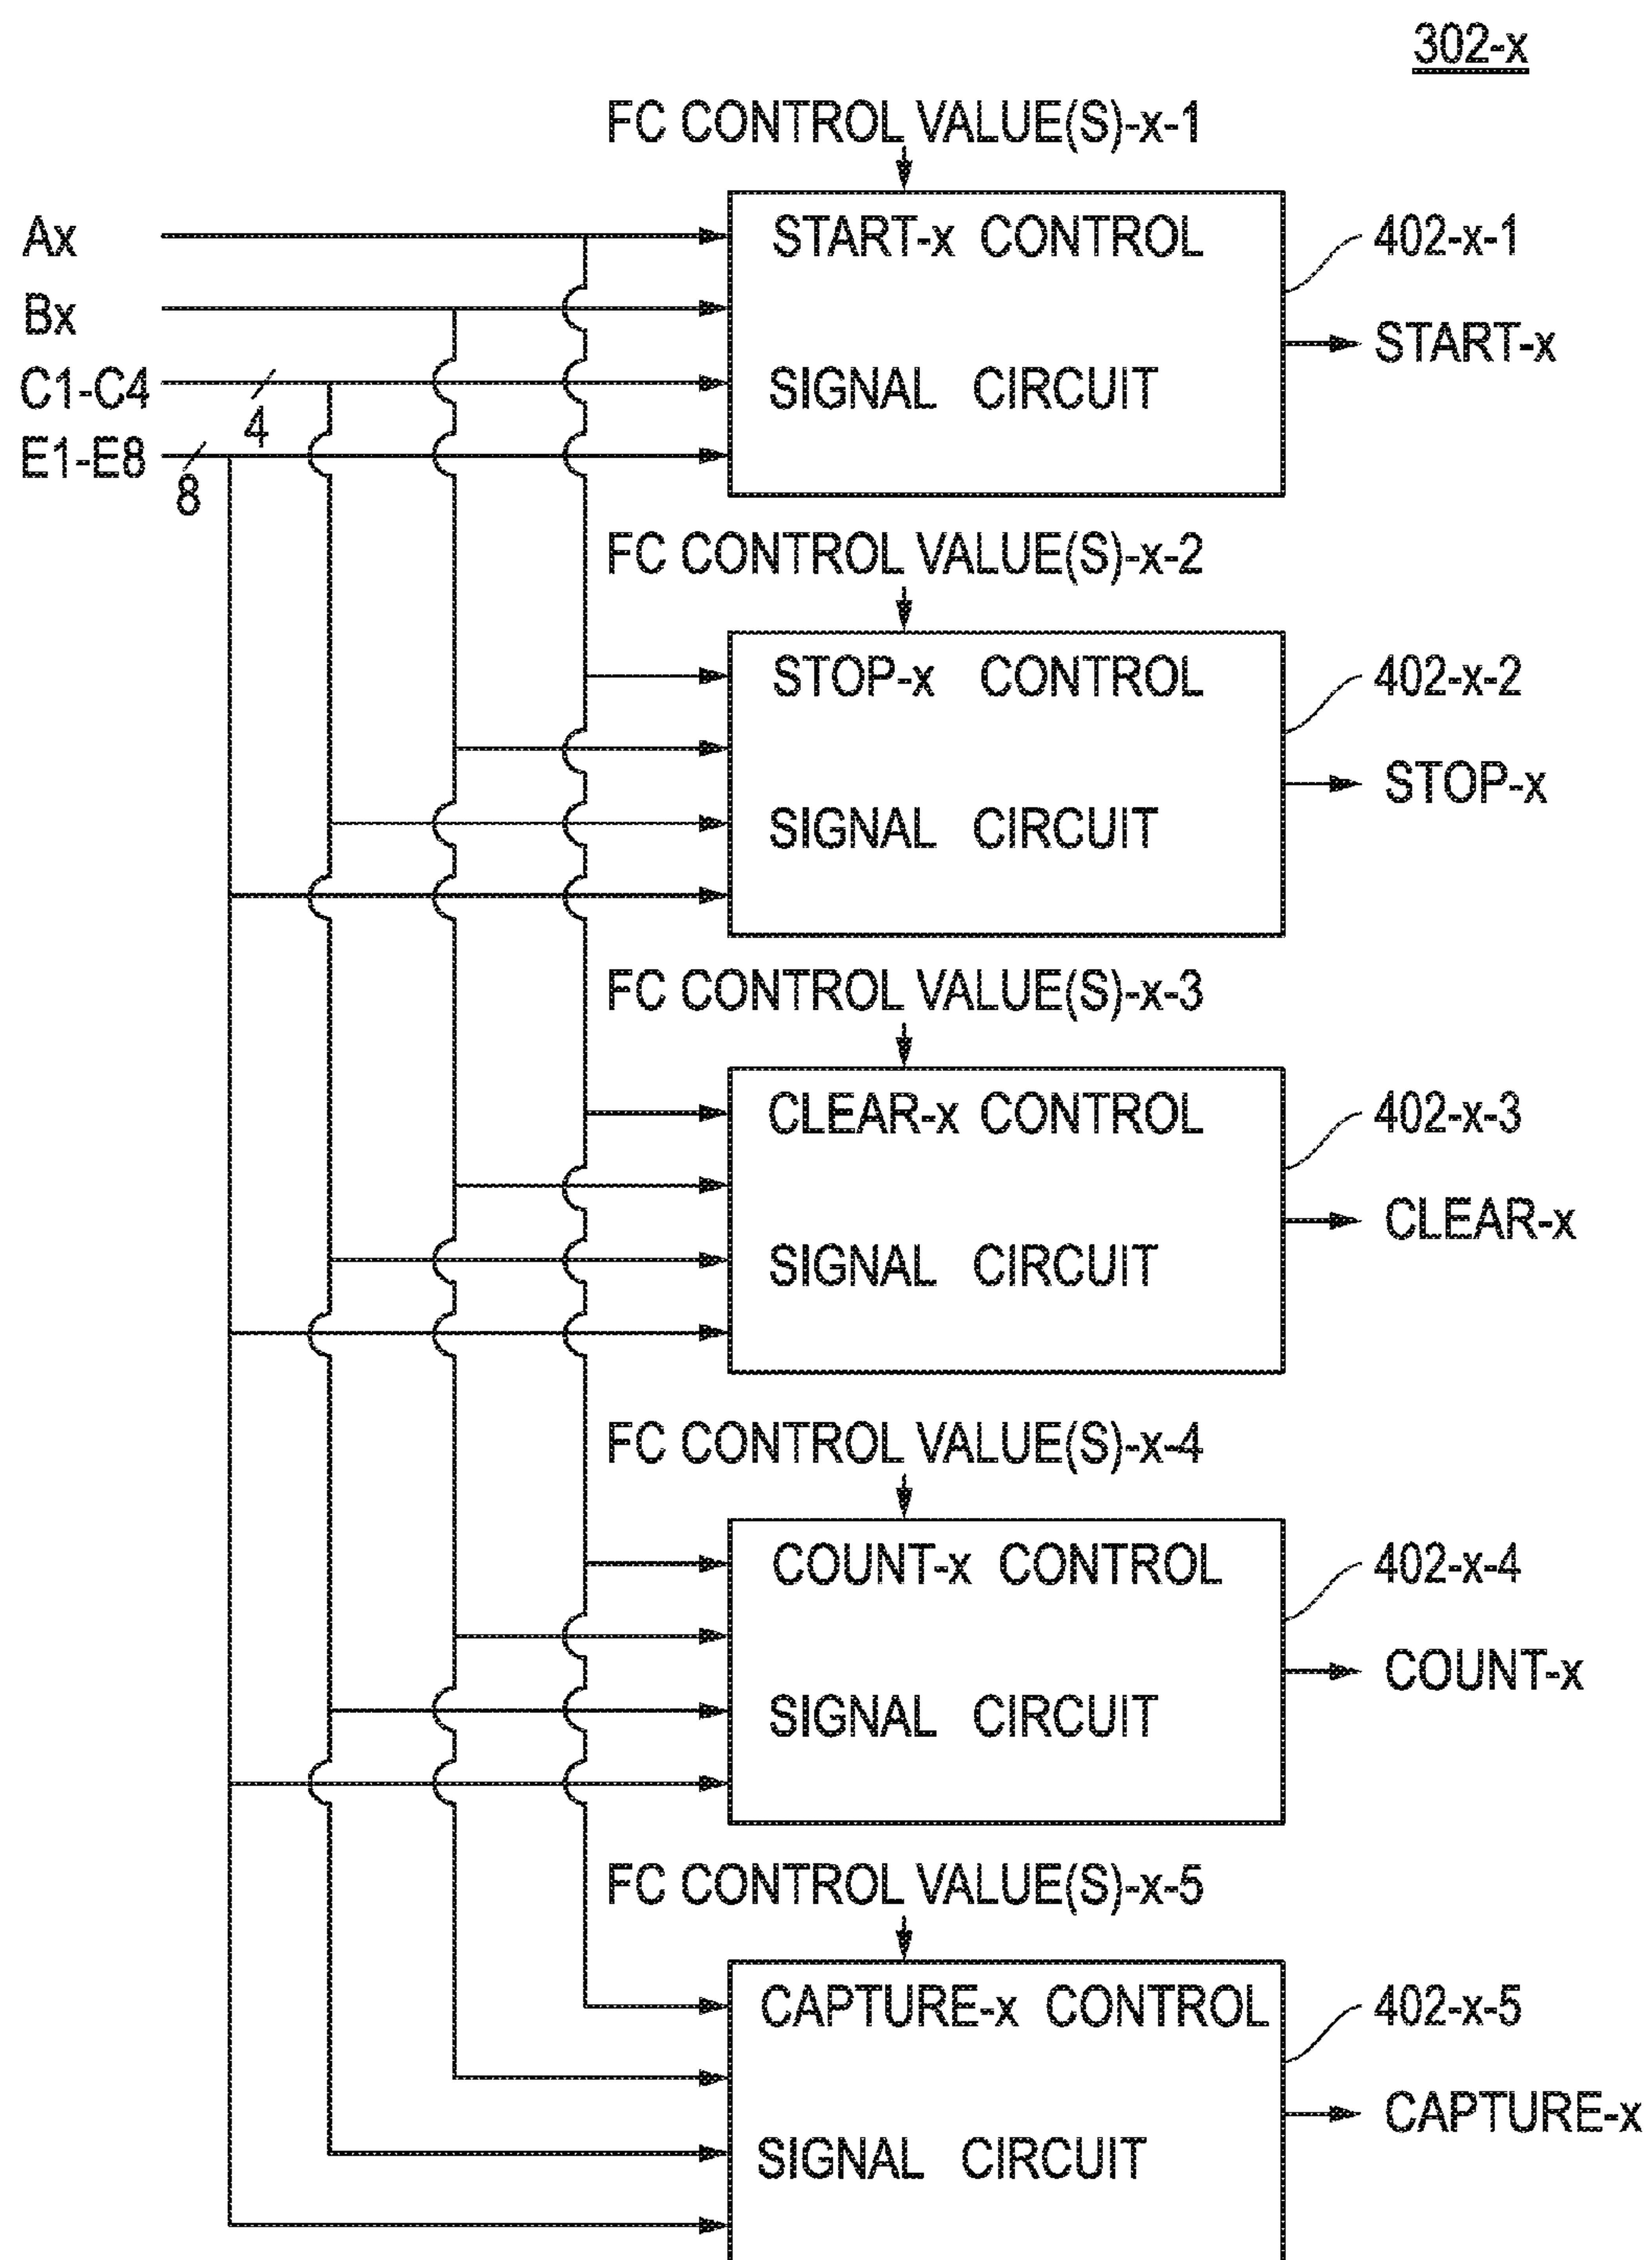 302-x
FC CONTROL VALUE(S)-x-1
Ax
START-x CONTROL
402-x-1
Bx
START-x
C1-C4
4
SIGNAL CIRCUIT
E1-E8
8
FC CONTROL VALUE(S)-x-2
STOP-x CONTROL
402-x-2
STOP-x
SIGNAL CIRCUIT
FC CONTROL VALUE(S)-x-3
CLEAR-x CONTROL
402-x-3
CLEAR-x
SIGNAL CIRCUIT
FC CONTROL VALUE(S)-x-4
COUNT-x CONTROL
402-x-4
COUNT-x
SIGNAL CIRCUIT
FC CONTROL VALUE(S)-x-5
CAPTURE-x CONTROL
402-x-5
CAPTURE-x
SIGNAL CIRCUIT